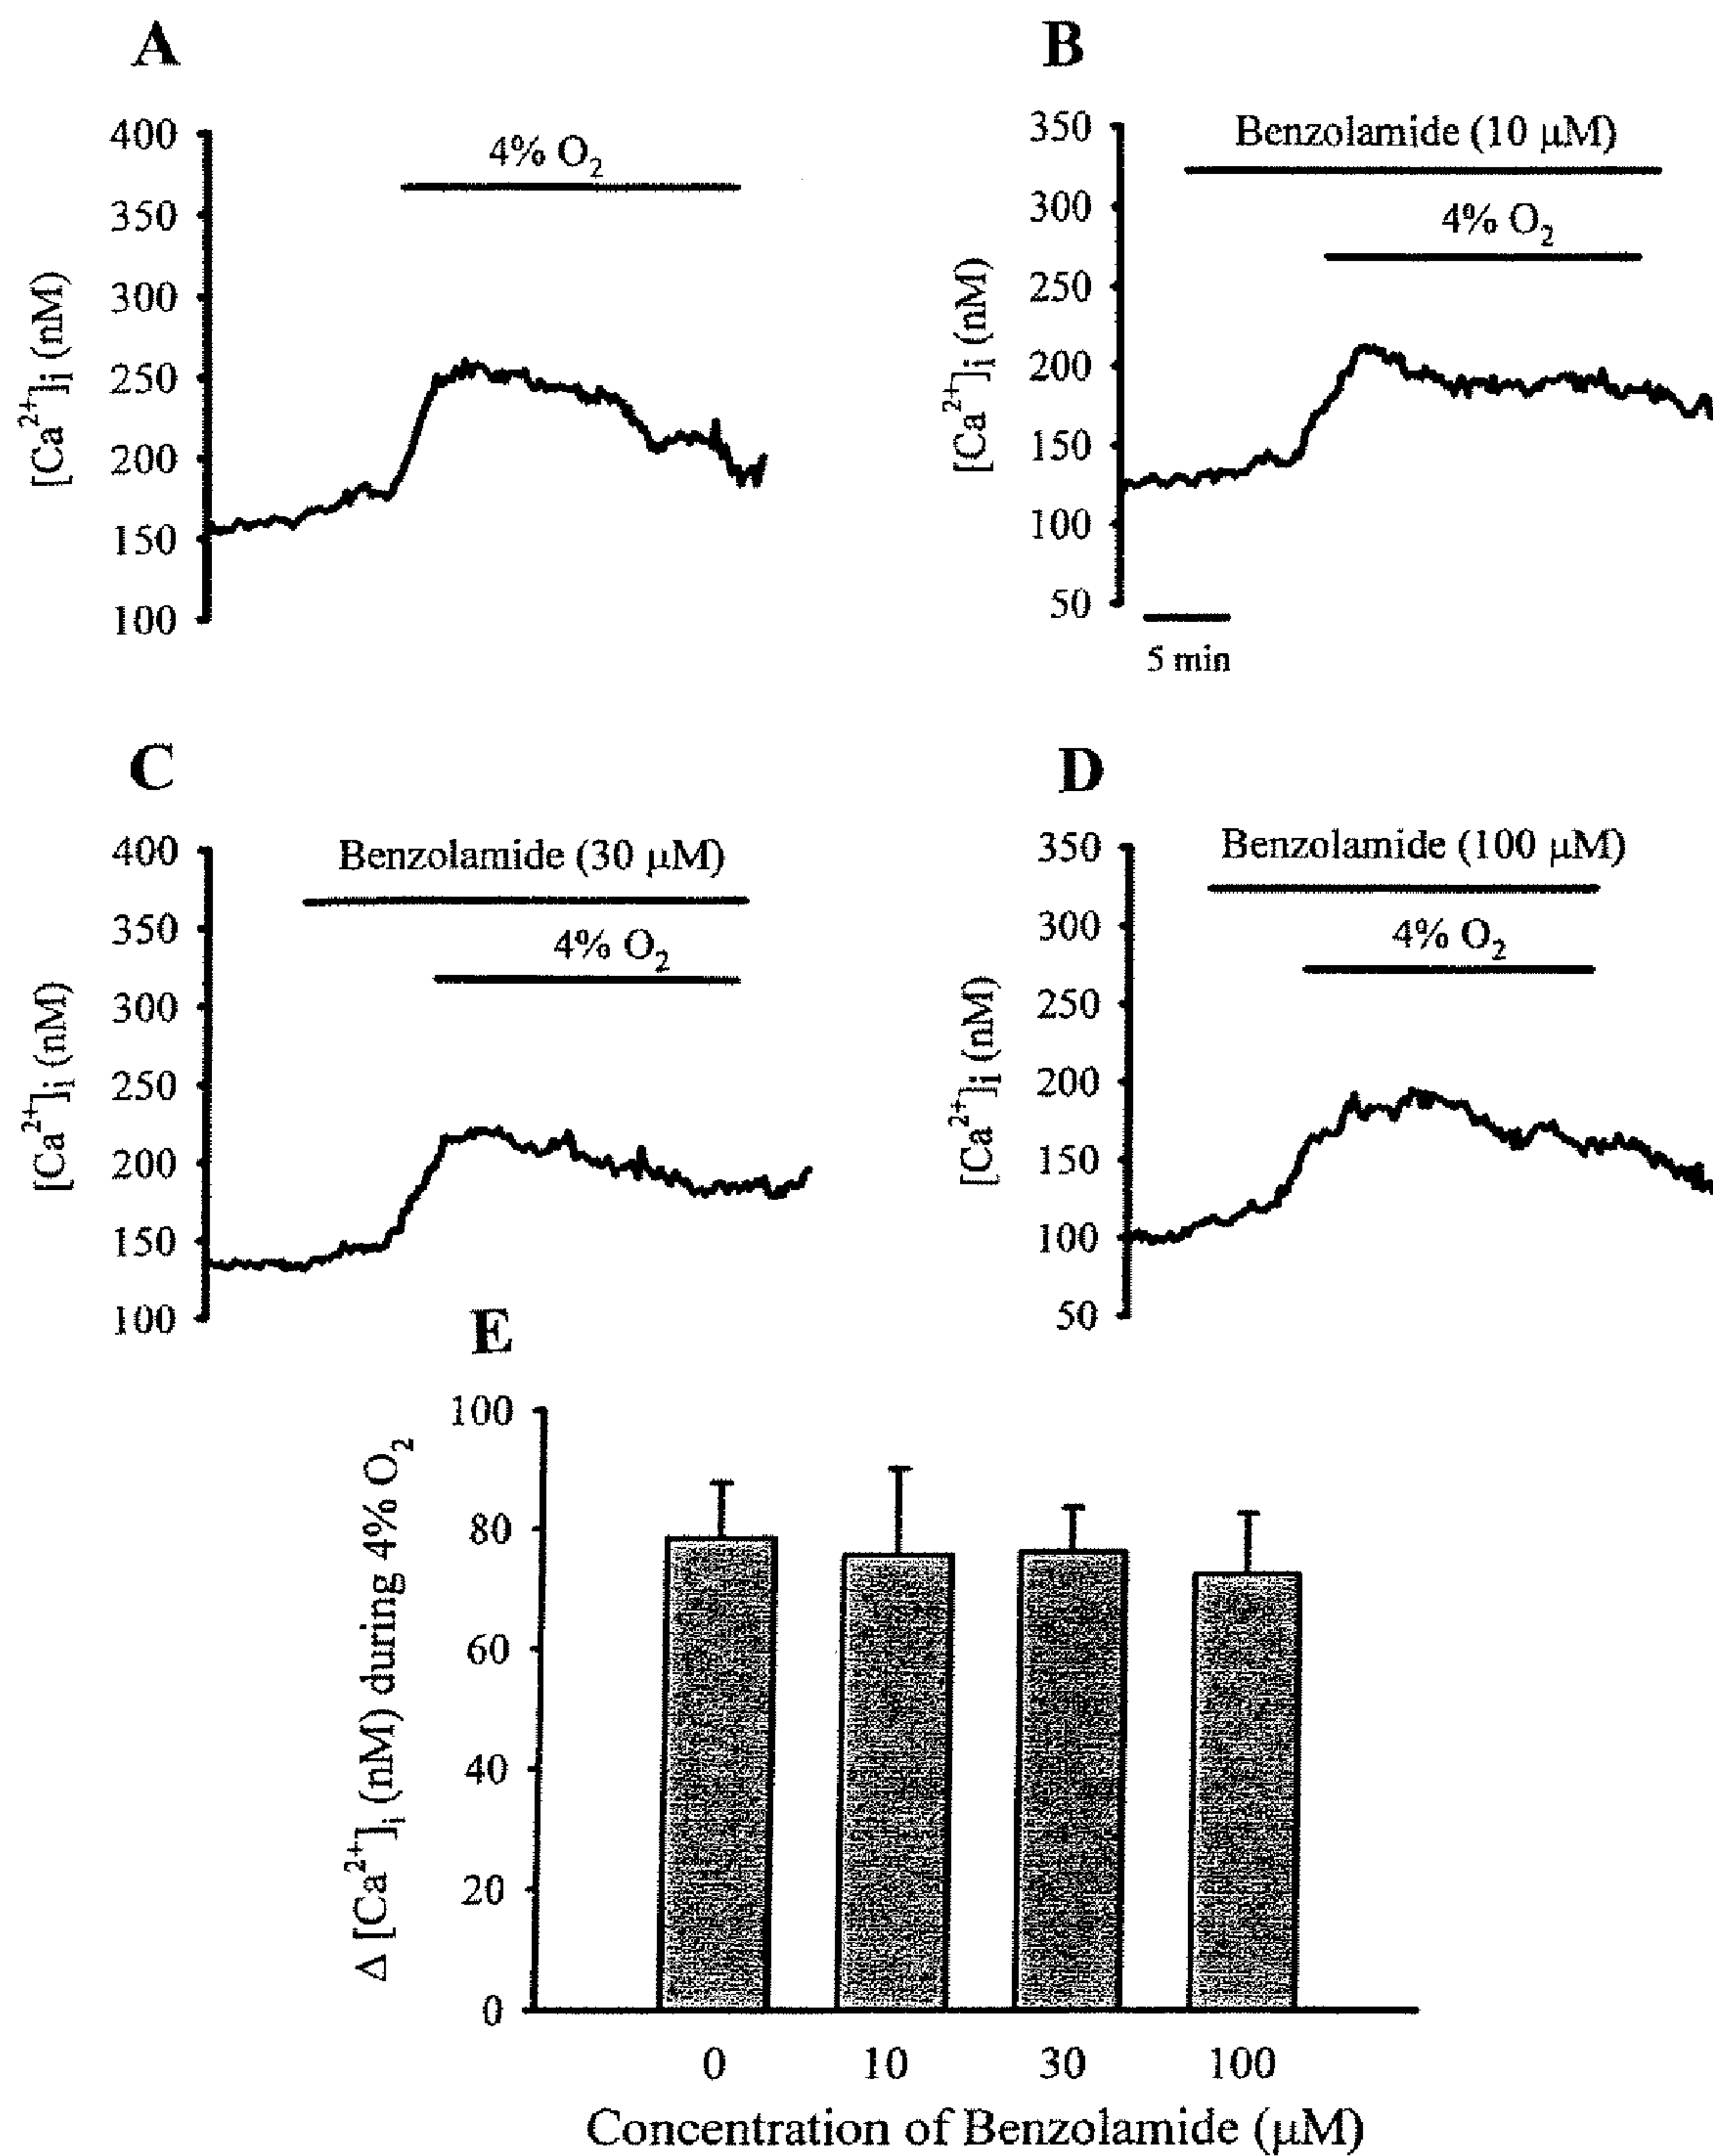 A
400
350
300
250
200
150
100
[Ca²⁺]ᵢ (nM)
4% O₂
B
350
300
250
200
150
100
50
[Ca²⁺]ᵢ (nM)
Benzolamide (10 μM)
4% O₂
5 min
C
400
350
300
250
200
150
100
[Ca²⁺]ᵢ (nM)
Benzolamide (30 μM)
4% O₂
D
350
300
250
200
150
100
50
[Ca²⁺]ᵢ (nM)
Benzolamide (100 μM)
4% O₂
E
100
80
60
40
20
0
Δ [Ca²⁺]ᵢ (nM) during 4% O₂
0 10 30 100
Concentration of Benzolamide (μM)